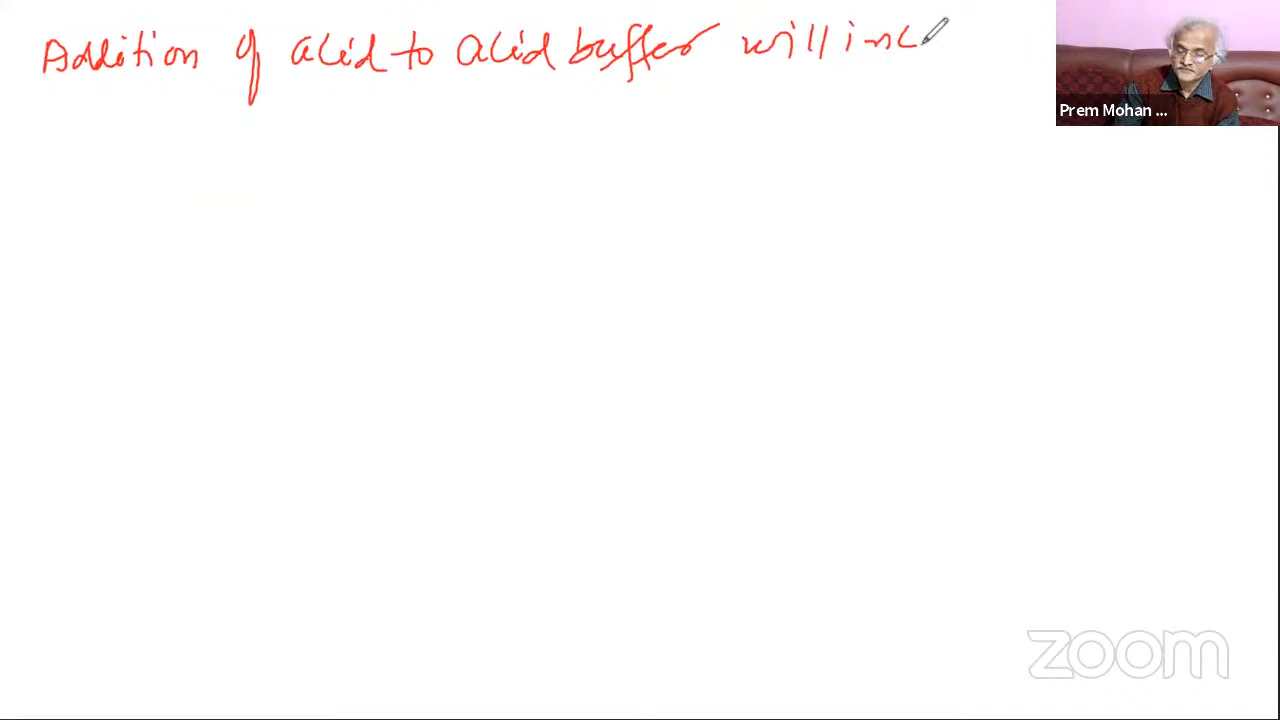 Addition of acid to acid buffer will inc
Prem Mohan ...
zoom